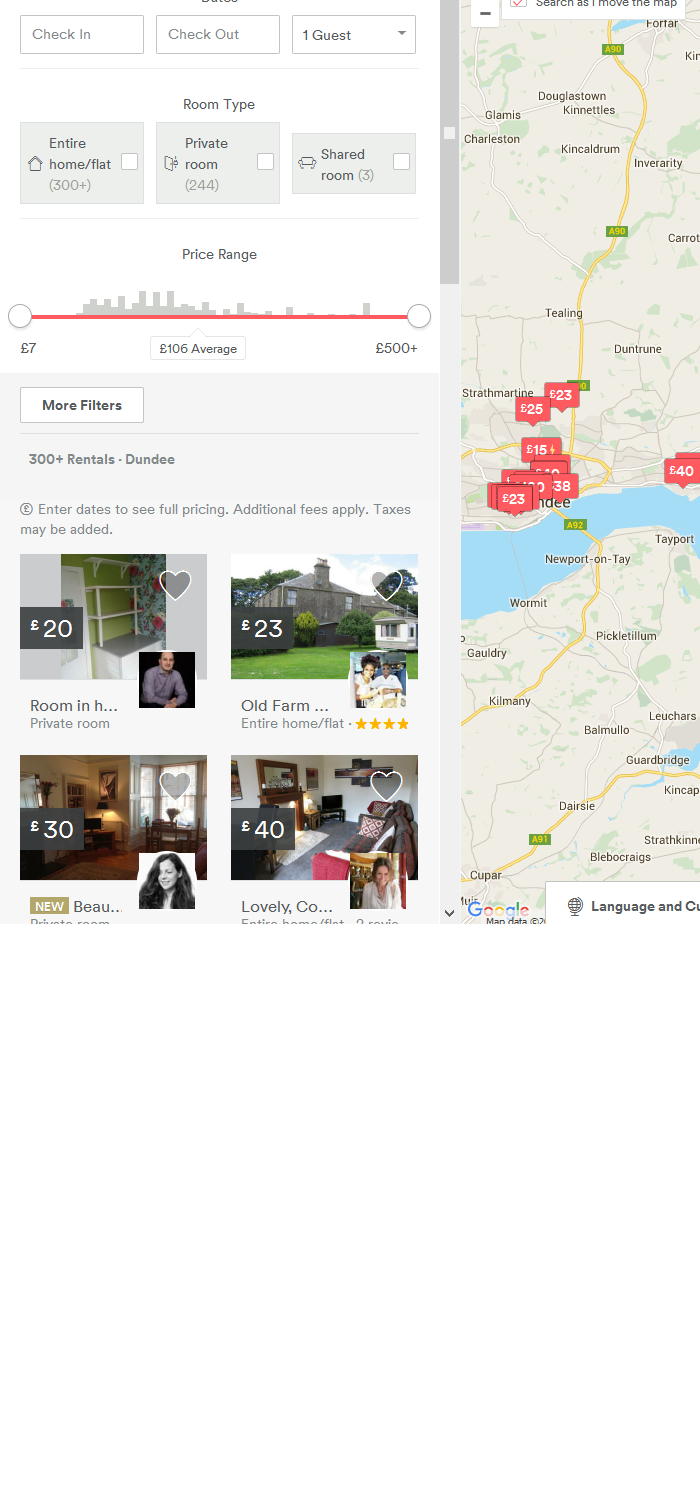 Dates
Check In
Check Out
1 Guest
Room Type
Entire home/flat (300+)
Private room (244)
Shared room (3)
Price Range
£7
£106 Average
£500+
More Filters
300+ Rentals · Dundee
Enter dates to see full pricing. Additional fees apply. Taxes
may be added.
£ 20
Room in h...
Private room
£ 23
Old Farm ...
Entire home/flat ·
£ 30
NEW Beau...
Private room
£ 40
Lovely, Co...
Entire home/flat · 2 revie
Search as I move the map
Forfar
A90
Kin
Douglastown
Kinnettles
Glamis
Charleston
Kincaldrum
Inverarity
A90
Carrot
Tealing
Duntrune
Strathmartine
£23
£25
£15
£40
38
£23
ndee
A92
Tayport
Newport-on-Tay
Wormit
Pickletillum
Gauldry
Kilmany
Leuchars
Balmullo
Guardbridge
Kincap
Dairsie
A91
Strathkinne
Blebocraigs
Cupar
Google
Language and Cu
Map data ©20